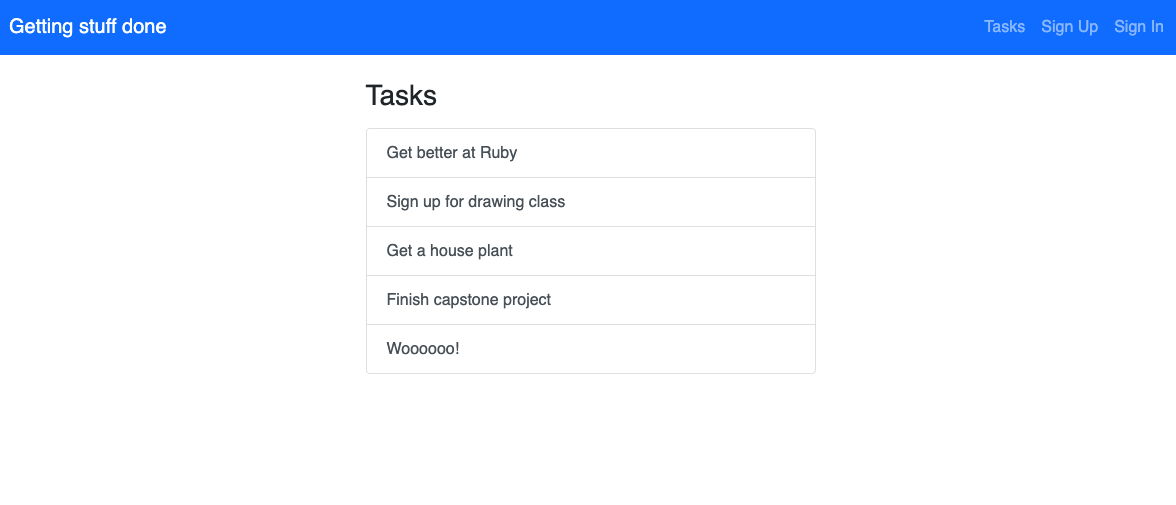 Getting stuff done
Tasks Sign Up Sign In
Tasks
Get better at Ruby
Sign up for drawing class
Get a house plant
Finish capstone project
Woooooo!